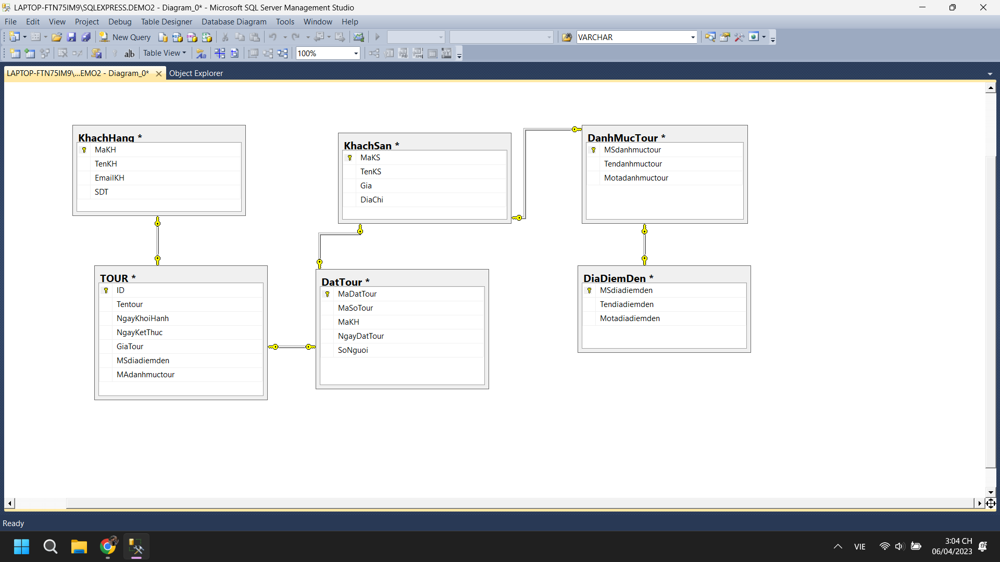 LAPTOP-FTN75IM9\SQLEXPRESS.DEMO2 - Diagram_0* - Microsoft SQL Server Management Studio
File Edit View Project Debug Table Designer Database Diagram Tools Window Help
New Query VARCHAR
Table View 100%
LAPTOP-FTN75IM9\...EMO2 - Diagram_0* Object Explorer
KhachHang *
MaKH
TenKH
EmailKH
SDT
KhachSan *
MaKS
TenKS
Gia
DiaChi
DanhMucTour *
MSdanhmuctour
Tendanhmuctour
Motadanhmuctour
TOUR *
ID
Tentour
NgayKhoiHanh
NgayKetThuc
GiaTour
MSdiadiemden
MAdanhmuctour
DatTour *
MaDatTour
MaSoTour
MaKH
NgayDatTour
SoNguoi
DiaDiemDen *
MSdiadiemden
Tendiadiemden
Motadiadiemden
Ready
VIE
3:04 CH
06/04/2023